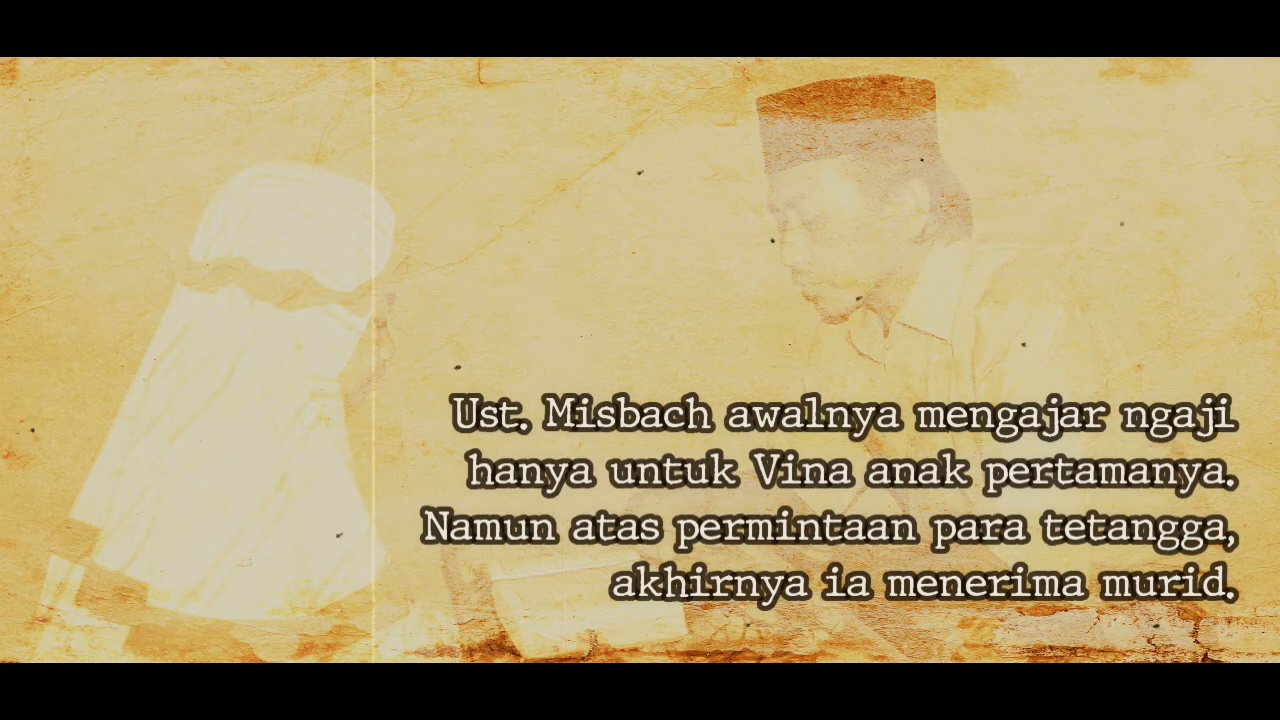 Ust. Misbach awalnya mengajar ngaji
hanya untuk Vina anak pertamanya.
Namun atas permintaan para tetangga,
akhirnya ia menerima murid.